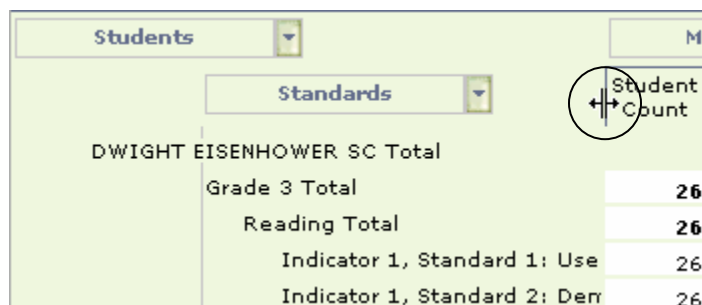 Students
M
Standards
Student
Count
DWIGHT EISENHOWER SC Total
Grade 3 Total
26
Reading Total
26
Indicator 1, Standard 1: Use
26
Indicator 1, Standard 2: Dem
26